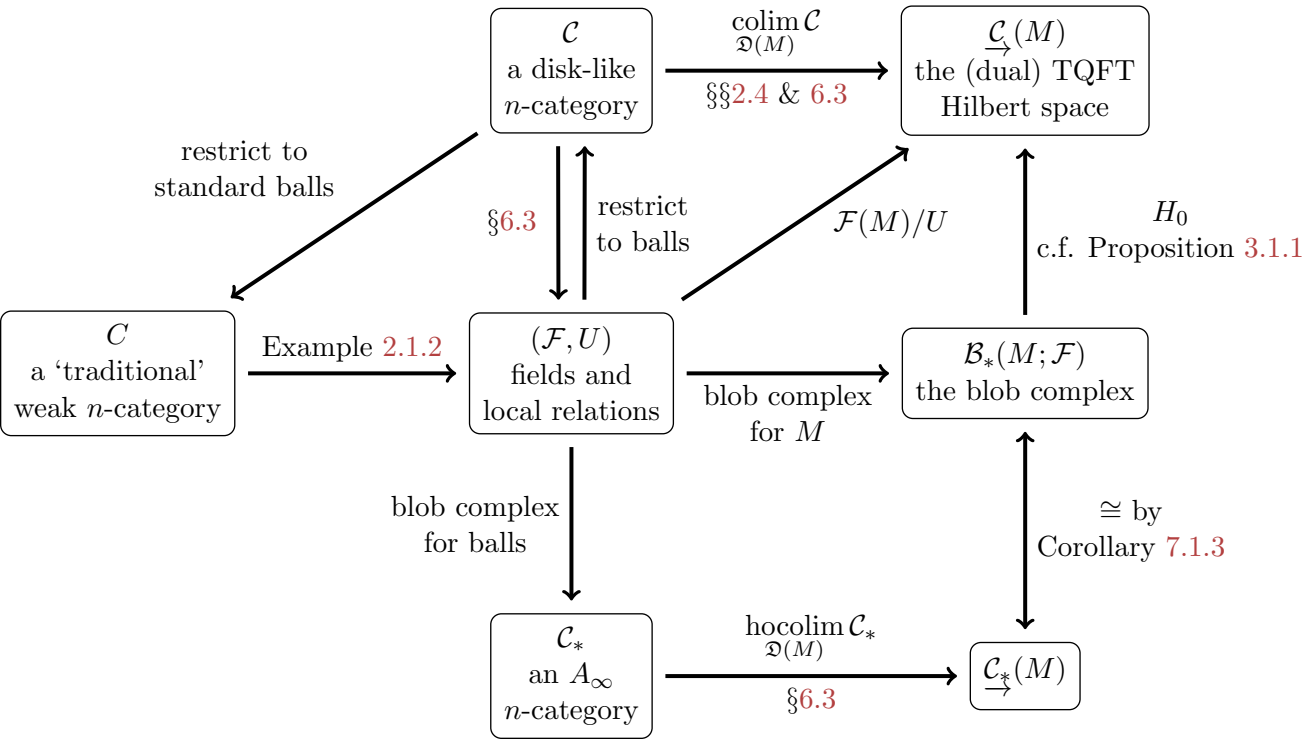 𝒞
a disk-like
n-category
colim 𝒞
𝔇(M)
§§2.4 & 6.3
𝒞(M)
the (dual) TQFT
Hilbert space
restrict to
standard balls
§6.3
restrict
to balls
ℱ(M)/U
H₀
c.f. Proposition 3.1.1
C
a ‘traditional’
weak n-category
Example 2.1.2
(ℱ, U)
fields and
local relations
blob complex
for M
ℬ∗(M; ℱ)
the blob complex
blob complex
for balls
≅ by
Corollary 7.1.3
𝒞∗
an A∞
n-category
hocolim 𝒞∗
𝔇(M)
§6.3
𝒞∗(M)